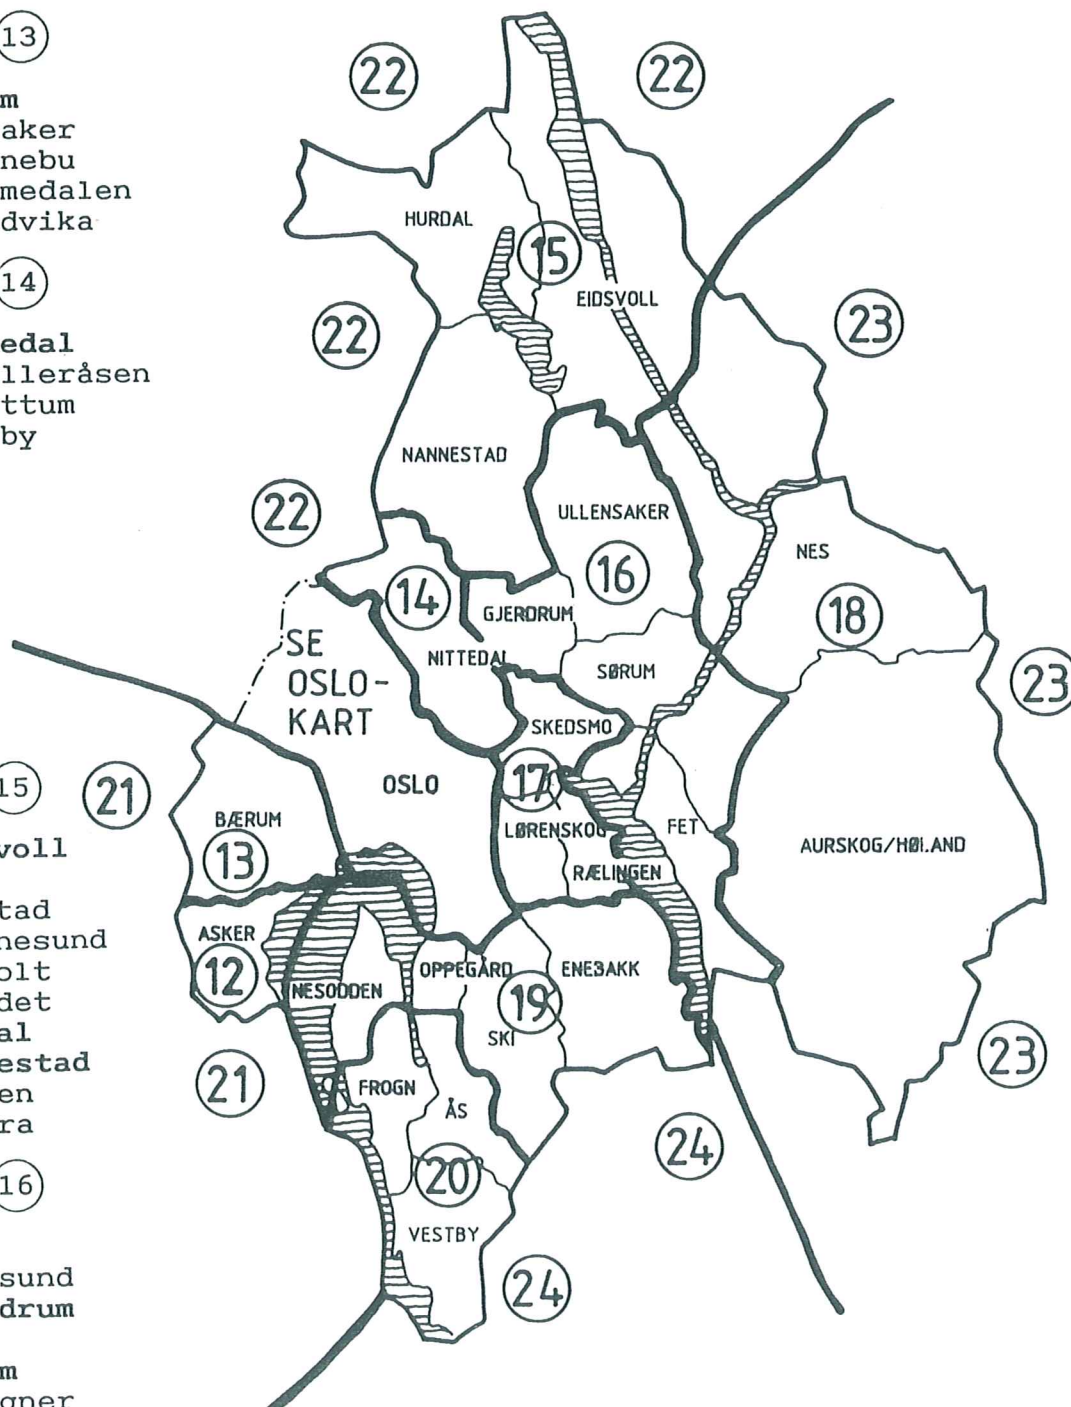 13
m
aker
nebu
medalen
dvika
14
edal
lleråsen
ttum
by
15
voll
tad
nesund
olt
det
al
estad
en
ra
16
sund
drum
m
gner
22
22
HURDAL
15
EIDSVOLL
22
23
NANNESTAD
22
ULLENSAKER
NES
14
16
18
GJERDRUM
SE
OSLO-
KART
NITTEDAL
SØRUM
23
SKEDSMO
21
OSLO
17
BÆRUM
LØRENSKOG
FET
13
RÆLINGEN
AURSKOG/HØLAND
ASKER
12
OPPEGÅRD
ENEBAKK
NESODDEN
19
SKI
21
FROGN
ÅS
23
24
20
VESTBY
24